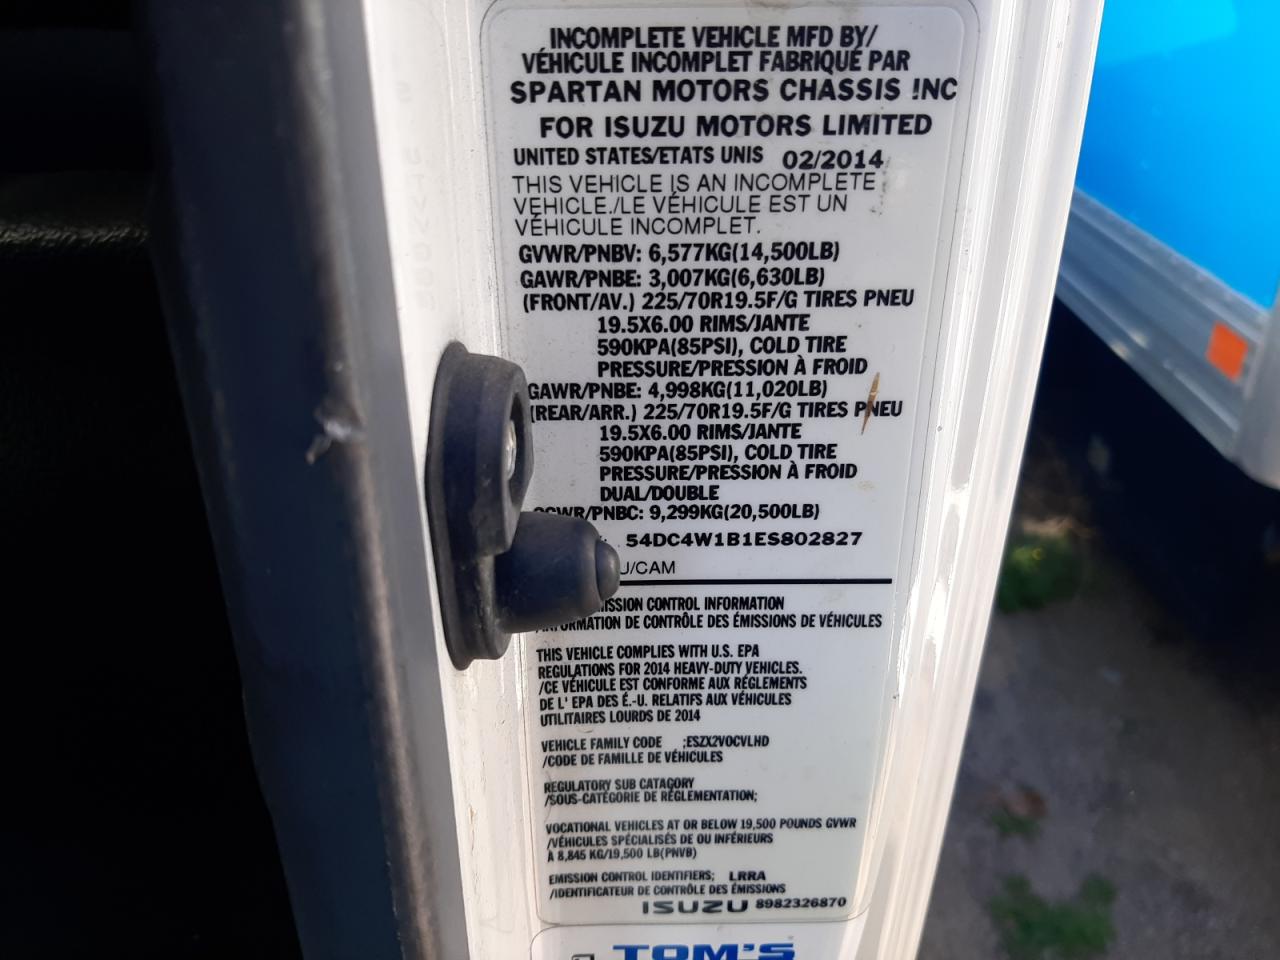 INCOMPLETE VEHICLE MFD BY/
VÉHICULE INCOMPLET FABRIQUÉ PAR
SPARTAN MOTORS CHASSIS INC
FOR ISUZU MOTORS LIMITED
UNITED STATES/ETATS UNIS 02/2014
THIS VEHICLE IS AN INCOMPLETE
VEHICLE./LE VÉHICULE EST UN
VÉHICULE INCOMPLET.
GVWR/PNBV: 6,577KG(14,500LB)
GAWR/PNBE: 3,007KG(6,630LB)
(FRONT/AV.) 225/70R19.5F/G TIRES PNEU
19.5X6.00 RIMS/JANTE
590KPA(85PSI), COLD TIRE
PRESSURE/PRESSION À FROID
GAWR/PNBE: 4,998KG(11,020LB)
(REAR/ARR.) 225/70R19.5F/G TIRES PNEU
19.5X6.00 RIMS/JANTE
590KPA(85PSI), COLD TIRE
PRESSURE/PRESSION À FROID
DUAL/DOUBLE
GCWR/PNBC: 9,299KG(20,500LB)
54DC4W1B1ES802827
U/CAM
ISSION CONTROL INFORMATION
/INFORMATION DE CONTRÔLE DES ÉMISSIONS DE VÉHICULES
THIS VEHICLE COMPLIES WITH U.S. EPA
REGULATIONS FOR 2014 HEAVY-DUTY VEHICLES.
/CE VÉHICULE EST CONFORME AUX RÉGLEMENTS
DE L' EPA DES É.-U. RELATIFS AUX VÉHICULES
UTILITAIRES LOURDS DE 2014
VEHICLE FAMILY CODE ;ESZX2VOCVLHD
/CODE DE FAMILLE DE VÉHICULES
REGULATORY SUB CATAGORY
/SOUS-CATÉGORIE DE RÉGLEMENTATION;
VOCATIONAL VEHICLES AT OR BELOW 19,500 POUNDS GVWR
/VÉHICULES SPÉCIALISÉS DE OU INFÉRIEURS
À 8,845 KG/19,500 LB(PNVB)
EMISSION CONTROL IDENTIFIERS; LRRA
/IDENTIFICATEUR DE CONTRÔLE DES ÉMISSIONS
ISUZU 8982326870
TOM'S